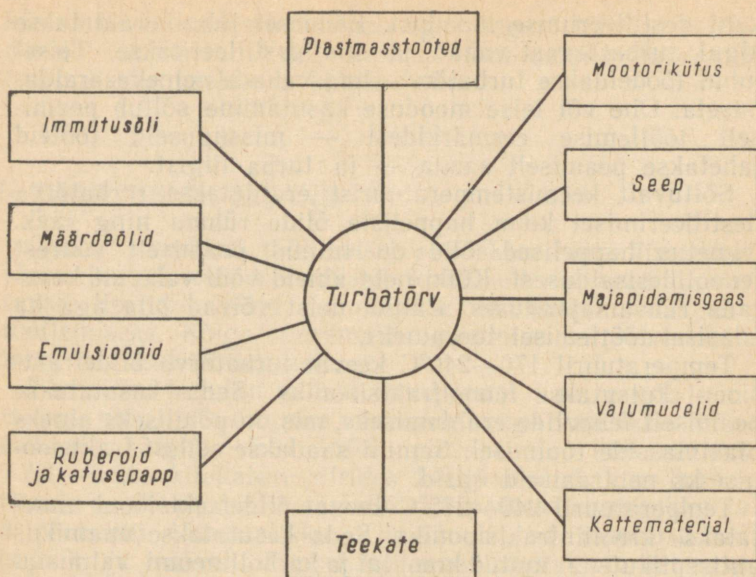 Plastmasstooted
Mootorikütus
Immutusõli
Seep
Määrdeõlid
Turbatõrv
Majapidamisgaas
Emulsioonid
Valumudelid
Ruberoid
ja katusepapp
Kattematerjal
Teekate